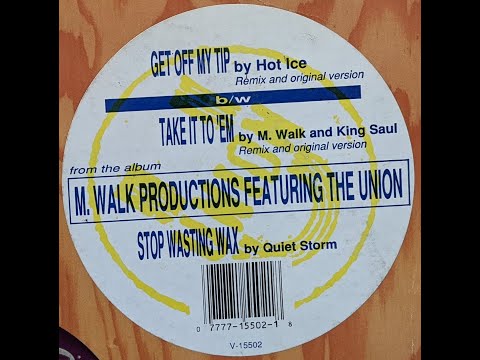 GET OFF MY TIP by Hot Ice
Remix and original version
b/w
TAKE IT TO 'EM by M. Walk and King Saul
Remix and original version
from the album
M. WALK PRODUCTIONS FEATURING THE UNION
STOP WASTING WAX by Quiet Storm
0 7777-15502-1 8
V-15502